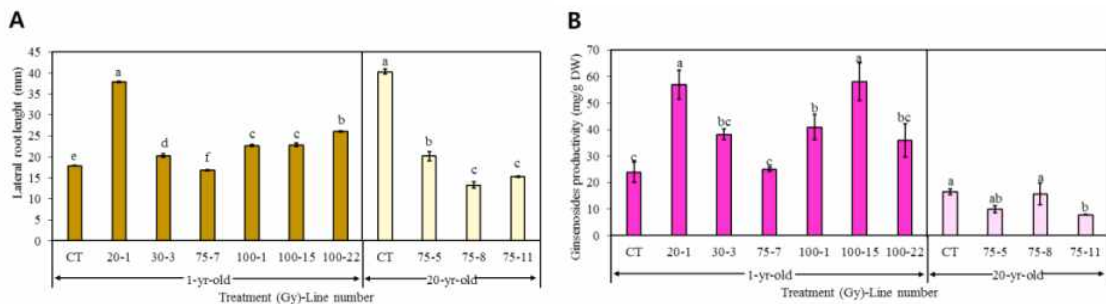 A
Lateral root lenght (mm)
45
40
35
30
25
20
15
10
5
0
e
a
d
f
c
c
b
a
b
c
c
CT 20-1 30-3 75-7 100-1 100-15 100-22 CT 75-5 75-8 75-11
1-yr-old 20-yr-old
Treatment (Gy)-Line number
B
Ginsenosides productivity (mg/g DW)
70
60
50
40
30
20
10
0
c
a
bc
c
b
a
bc
a
ab
a
b
CT 20-1 30-3 75-7 100-1 100-15 100-22 CT 75-5 75-8 75-11
1-yr-old 20-yr-old
Treatment (Gy)-Line number